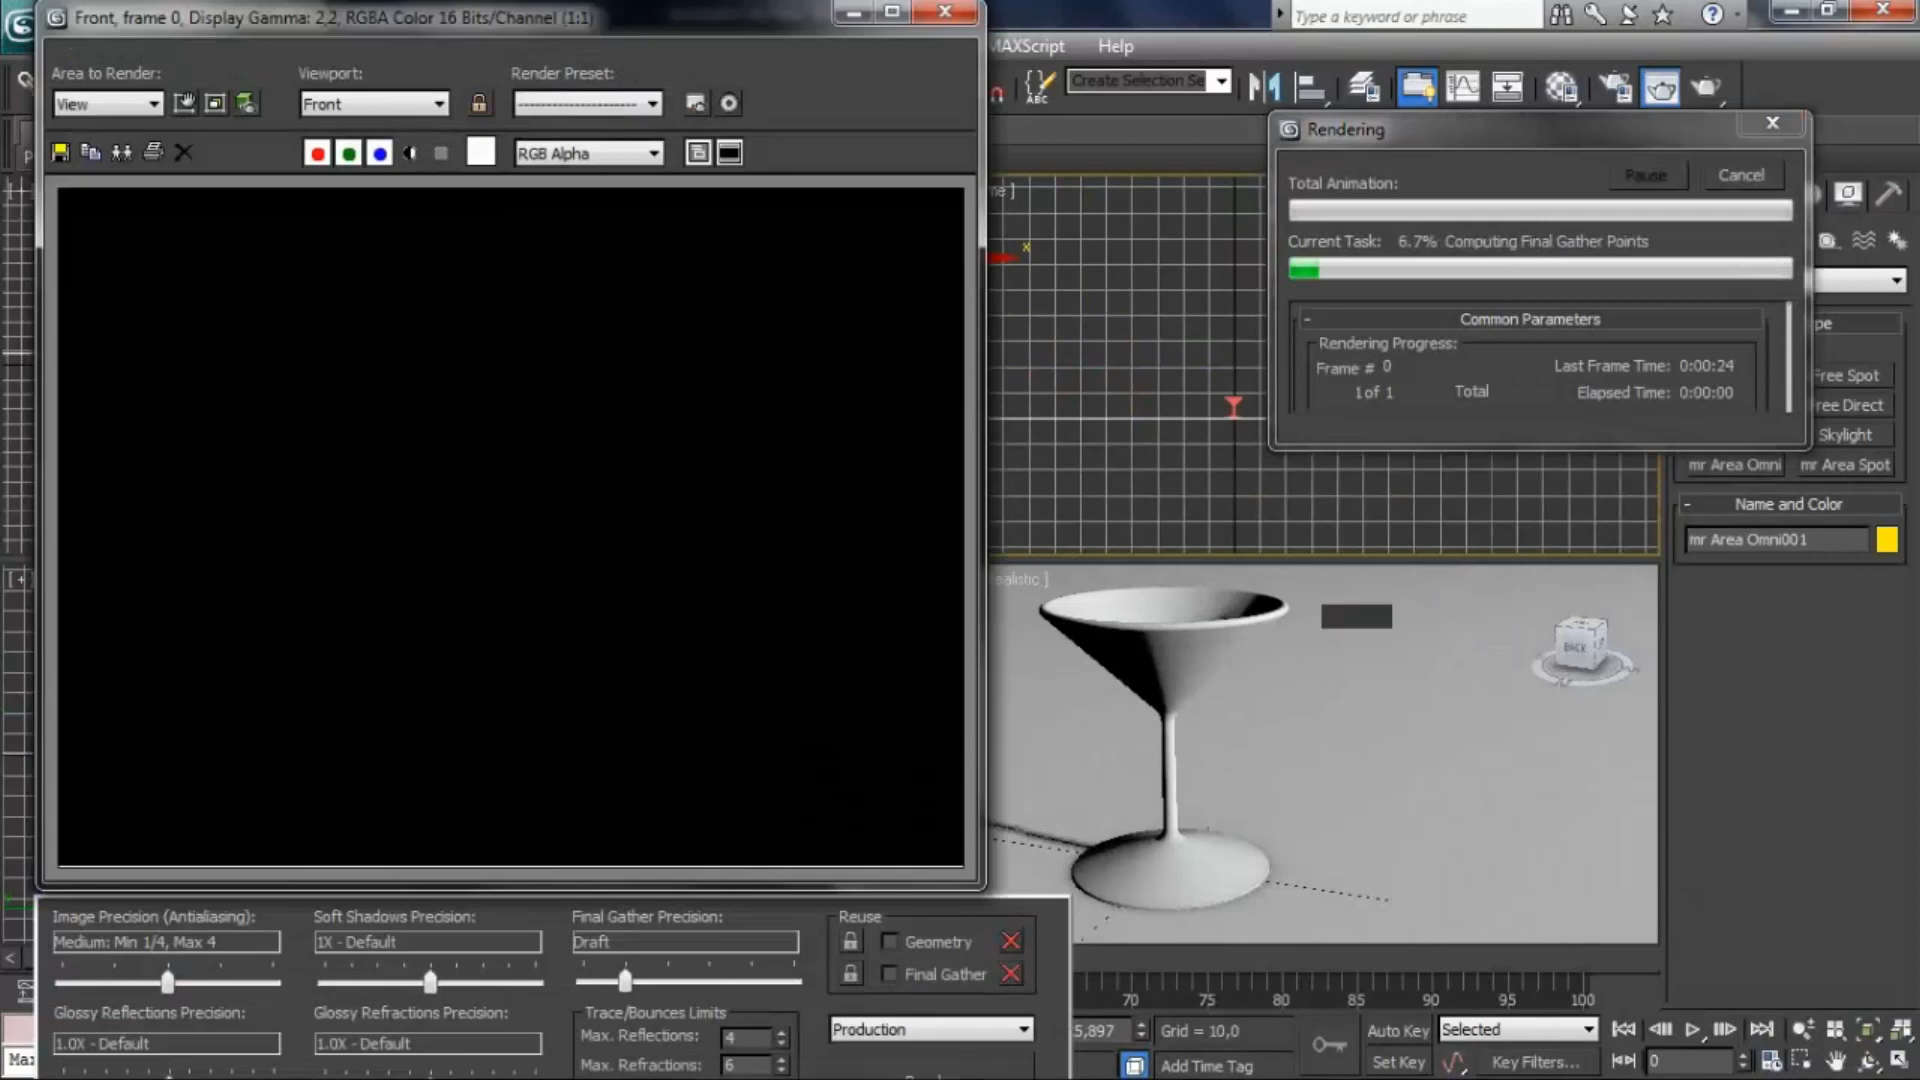 Front, frame 0, Display Gamma: 2,2, RGBA Color 16 Bits/Channel (1:1)
Type a keyword or phrase
MAXScript Help
Area to Render:
Viewport:
Render Preset:
View
Front
Create Selection Se
ABC
RGB Alpha
Rendering
Total Animation:
Pause
Cancel
Current Task: 6.7% Computing Final Gather Points
Common Parameters
Rendering Progress:
Frame # 0
Last Frame Time: 0:00:24
1 of 1
Total
Elapsed Time: 0:00:00
x
Free Spot
Free Direct
Skylight
mr Area Omni
mr Area Spot
Name and Color
mr Area Omni001
[+]
ealistic ]
BACK
Image Precision (Antialiasing):
Soft Shadows Precision:
Final Gather Precision:
Reuse
Medium: Min 1/4, Max 4
1X - Default
Draft
Geometry
Final Gather
Glossy Reflections Precision:
Glossy Refractions Precision:
Trace/Bounces Limits
1.0X - Default
1.0X - Default
Max. Reflections: 4
Max. Refractions: 6
Production
70 75 80 85 90 95 100
5,897
Grid = 10,0
Add Time Tag
Auto Key
Selected
Set Key
Key Filters...
0
Max